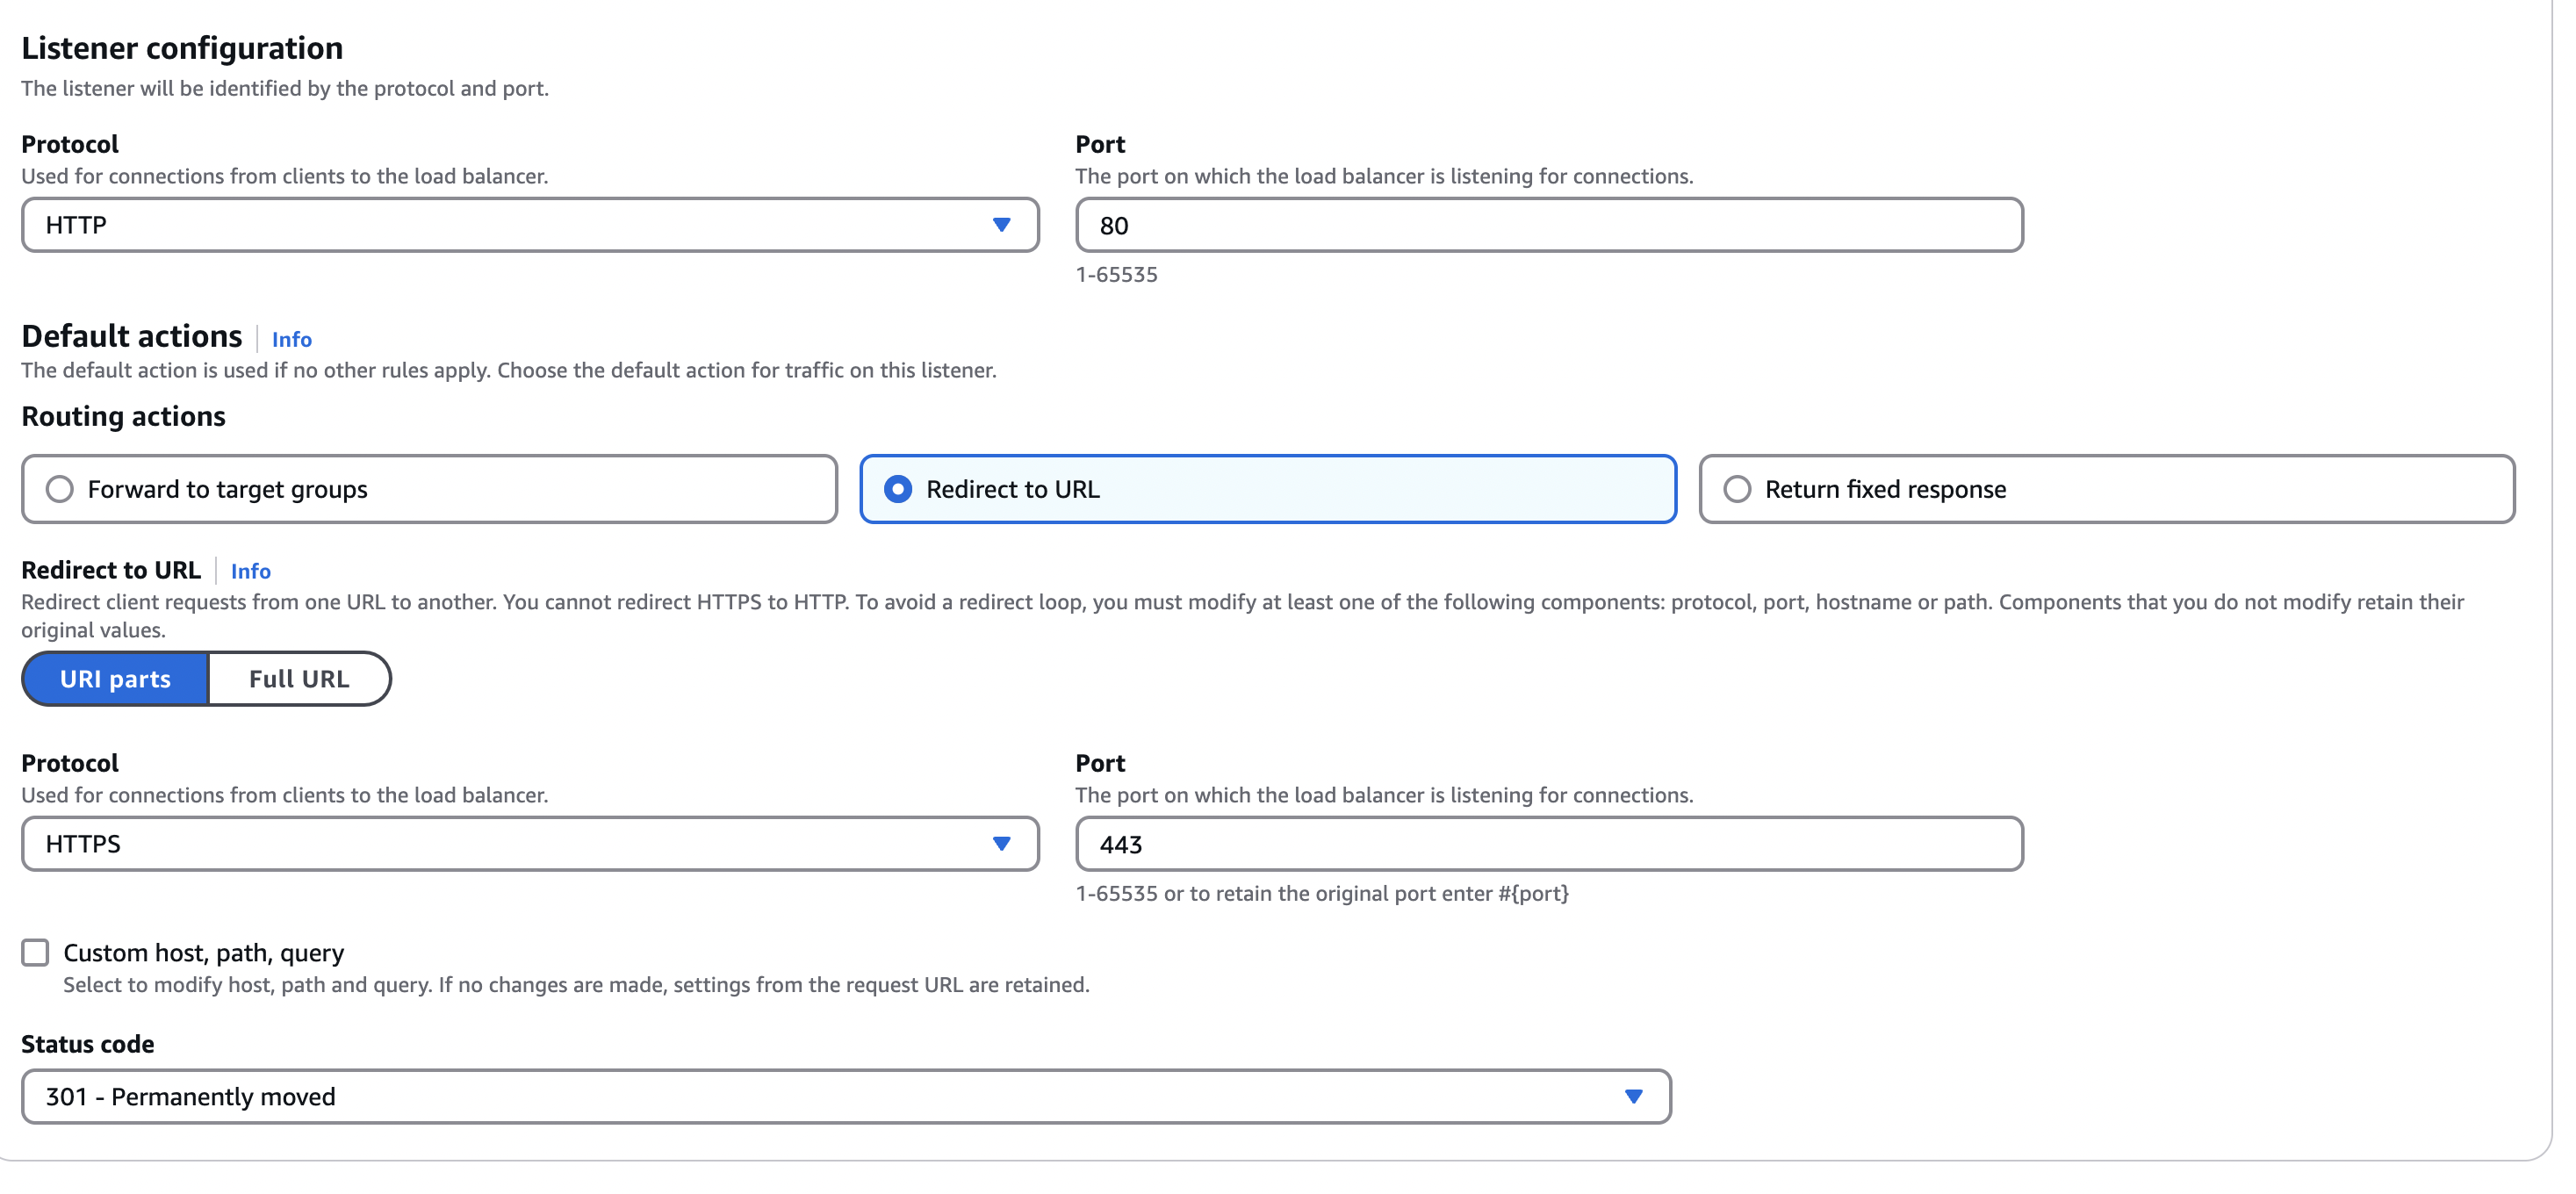 Listener configuration
The listener will be identified by the protocol and port.
Protocol
Used for connections from clients to the load balancer.
HTTP
Port
The port on which the load balancer is listening for connections.
80
1-65535
Default actions
Info
The default action is used if no other rules apply. Choose the default action for traffic on this listener.
Routing actions
Forward to target groups
Redirect to URL
Return fixed response
Redirect to URL
Info
Redirect client requests from one URL to another. You cannot redirect HTTPS to HTTP. To avoid a redirect loop, you must modify at least one of the following components: protocol, port, hostname or path. Components that you do not modify retain their
original values.
URI parts
Full URL
Protocol
Used for connections from clients to the load balancer.
HTTPS
Port
The port on which the load balancer is listening for connections.
443
1-65535 or to retain the original port enter #{port}
Custom host, path, query
Select to modify host, path and query. If no changes are made, settings from the request URL are retained.
Status code
301 - Permanently moved